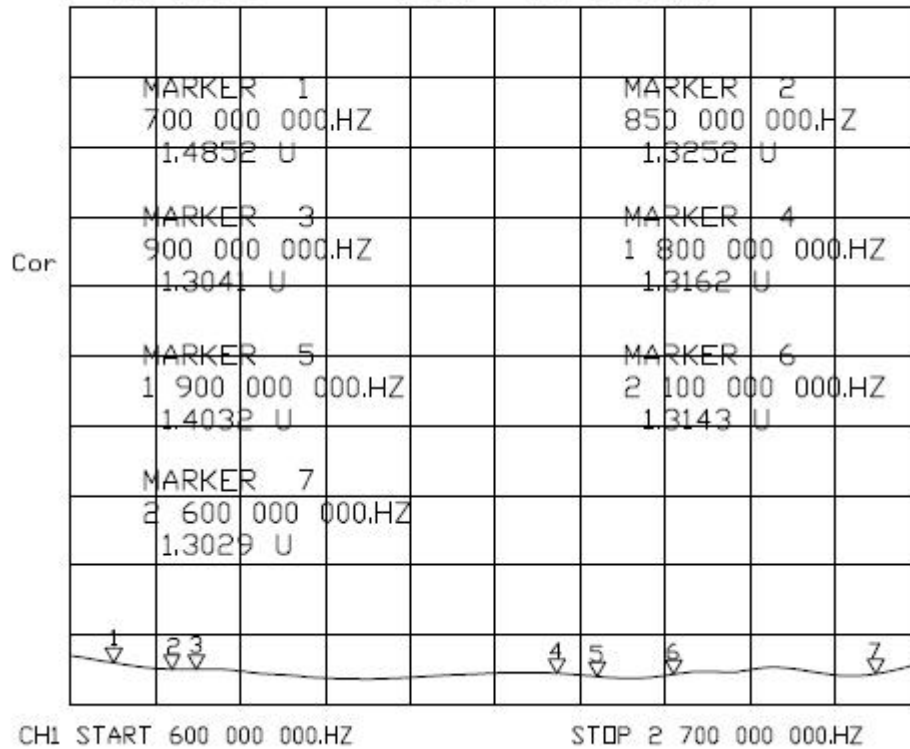 MARKER 1
700 000 000.HZ
1.4852 U
MARKER 2
850 000 000.HZ
1.3252 U
MARKER 3
900 000 000.HZ
1.3041 U
MARKER 4
1 800 000 000.HZ
1.3162 U
Cor
MARKER 5
1 900 000 000.HZ
1.4032 U
MARKER 6
2 100 000 000.HZ
1.3143 U
MARKER 7
2 600 000 000.HZ
1.3029 U
1 2 3 4 5 6 7
CH1 START 600 000 000.HZ
STOP 2 700 000 000.HZ